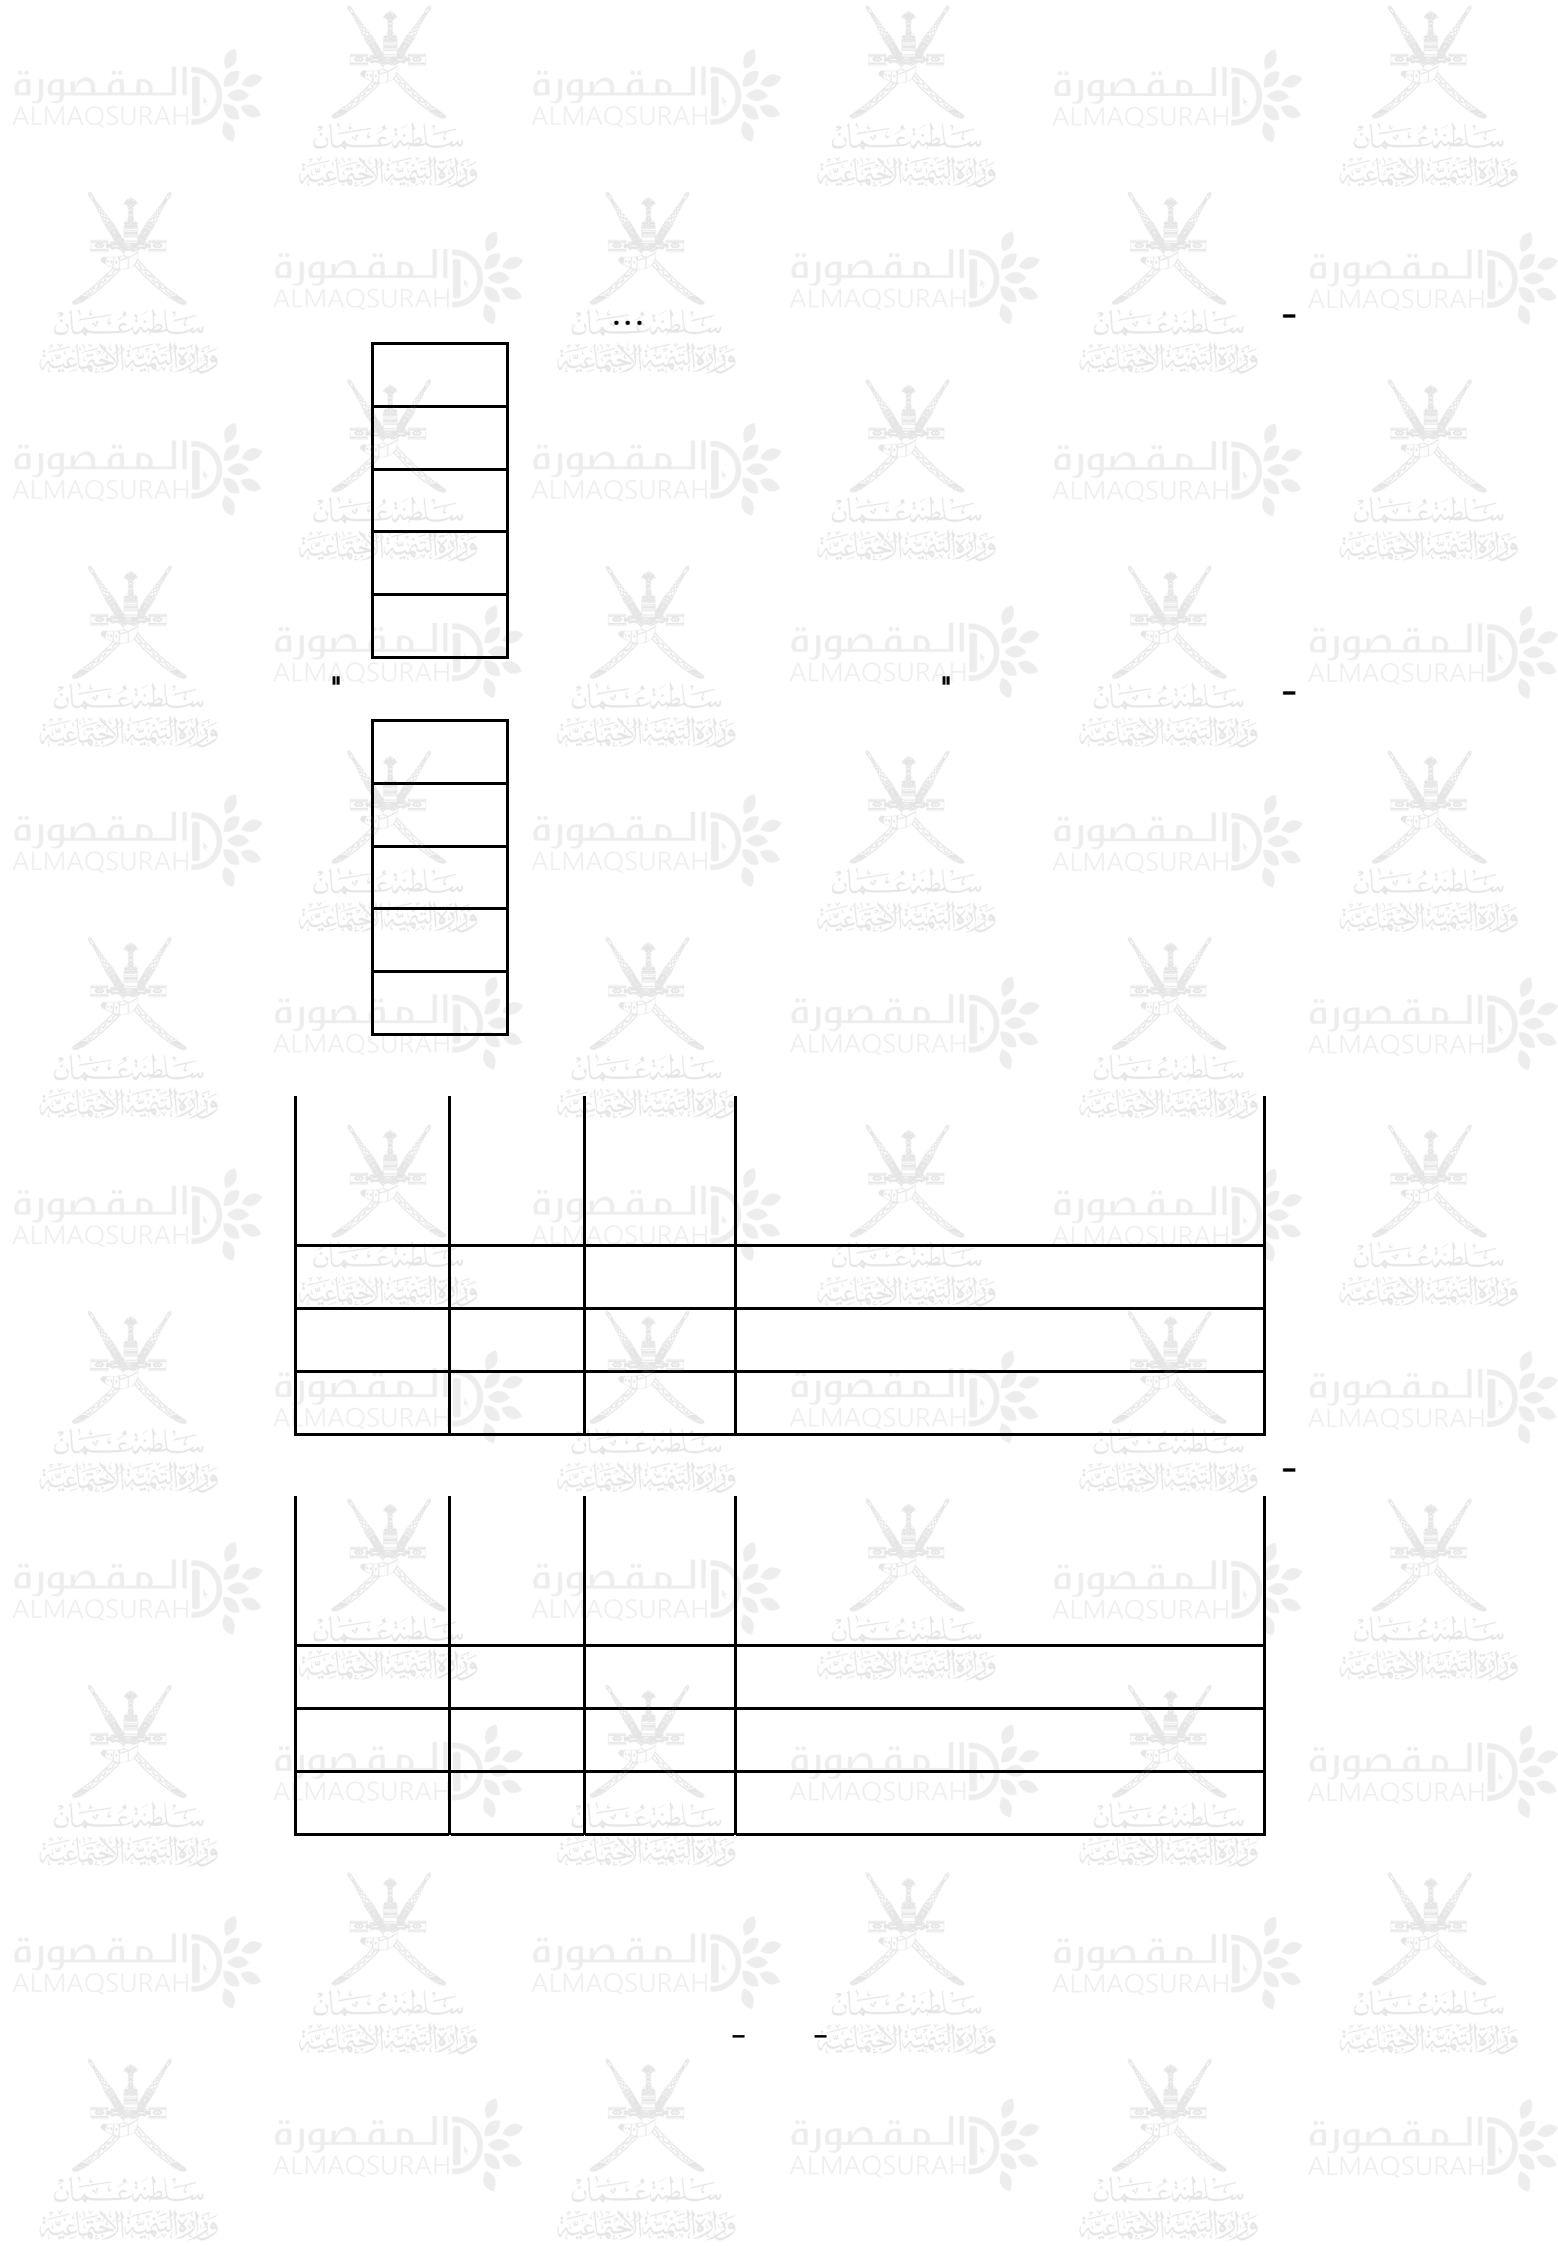 المقصورة
ALMAQSURAH
سلطنة عمان
وزارة التنمية الاجتماعية
...
–
" "
–
–
– –